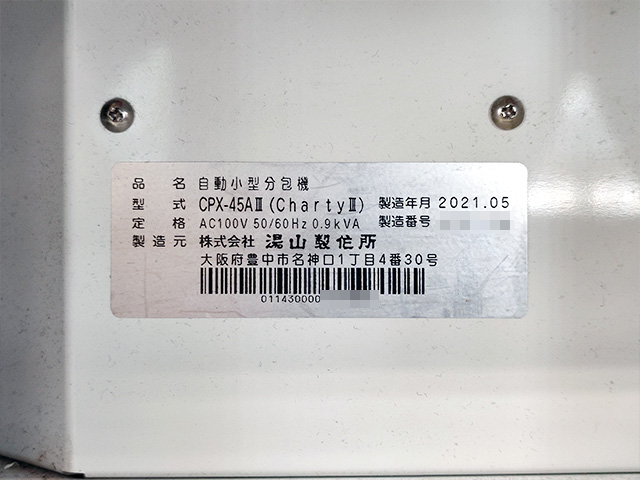 品名 自動小型分包機
型式 CPX-45AⅢ(ChartyⅢ) 製造年月 2021.05
定格 AC100V 50/60Hz 0.9kVA 製造番号
製造元 株式会社 湯山製作所
大阪府豊中市名神口1丁目4番30号
011430000